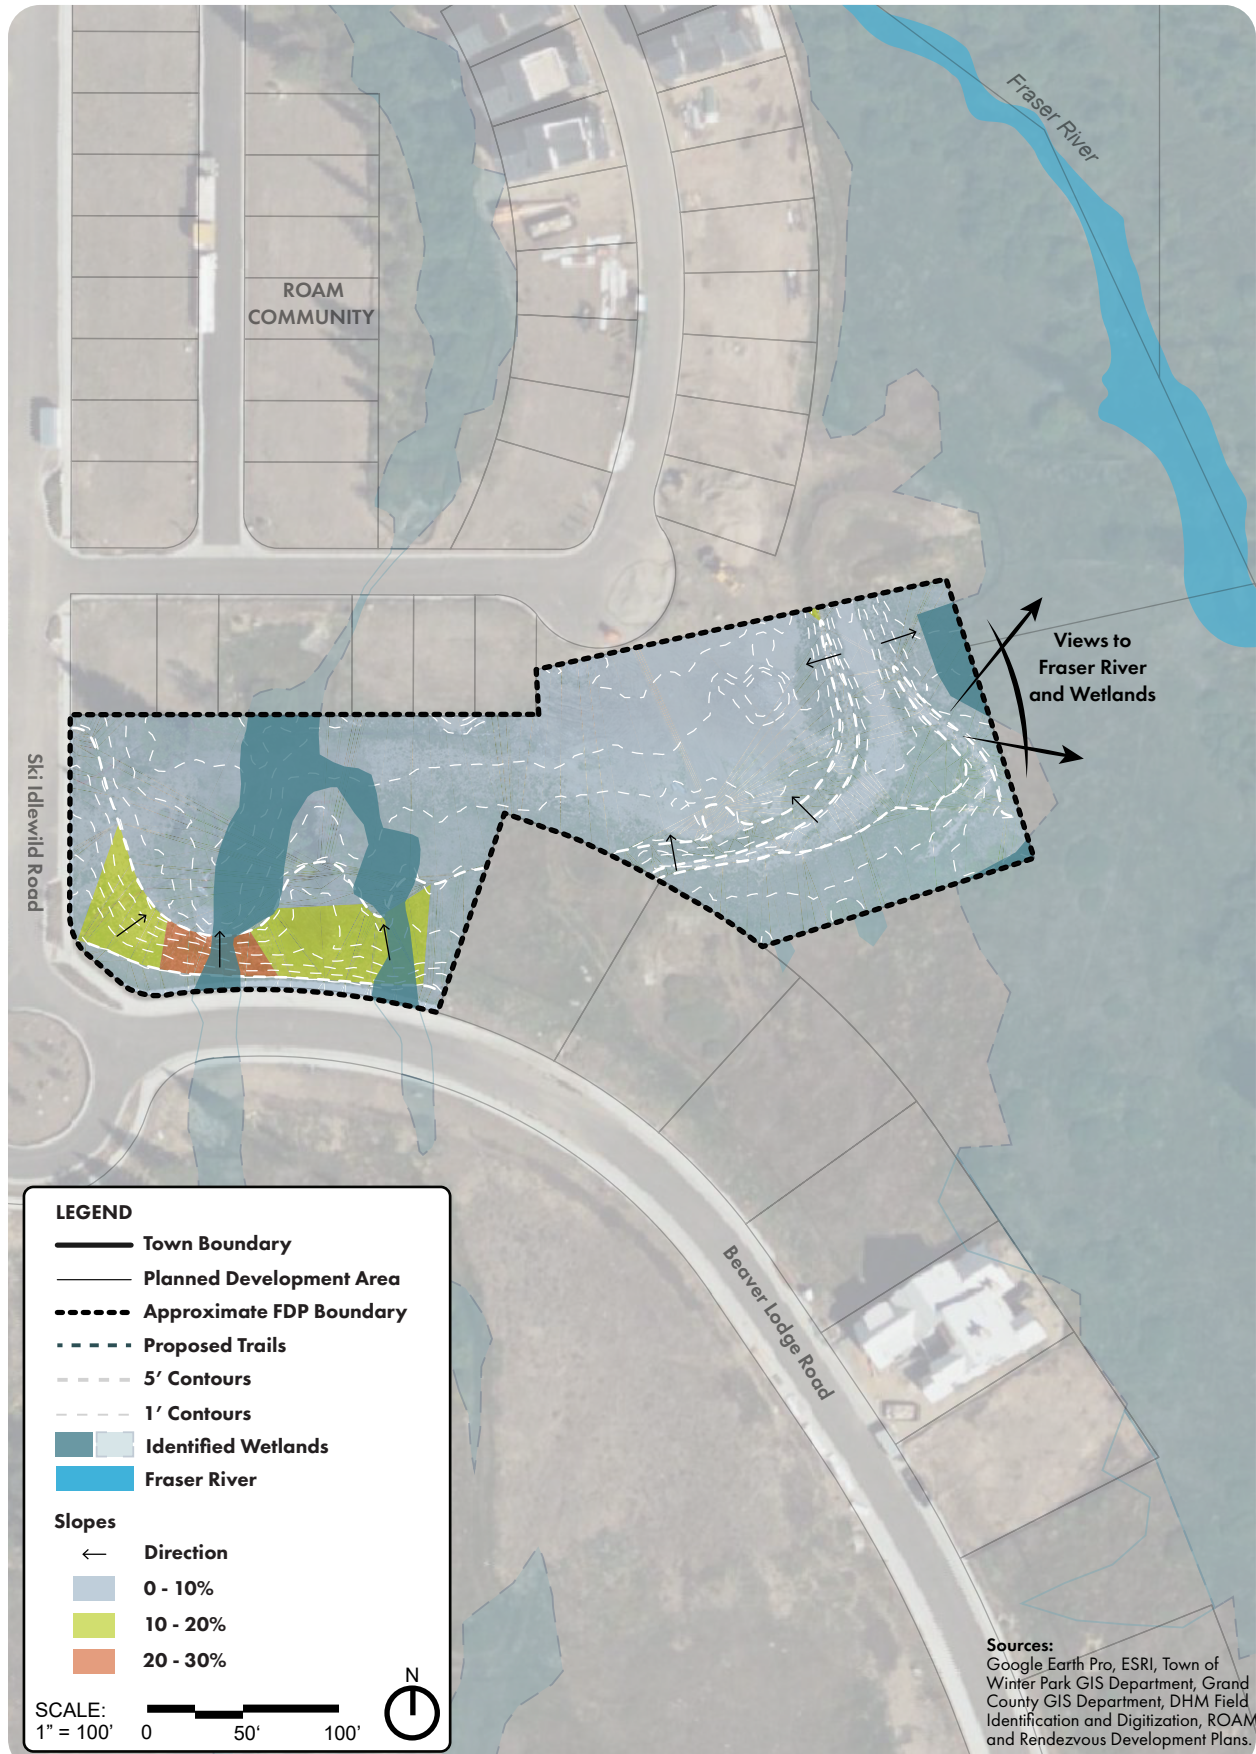 Fraser River
ROAM
COMMUNITY
Views to
Fraser River
and Wetlands
Ski Idlewild Road
Beaver Lodge Road
LEGEND
Town Boundary
Planned Development Area
Approximate FDP Boundary
Proposed Trails
5’ Contours
1’ Contours
Identified Wetlands
Fraser River
Slopes
Direction
0 - 10%
10 - 20%
20 - 30%
N
SCALE:
1” = 100’
0 50‘ 100’
Sources:
Google Earth Pro, ESRI, Town of
Winter Park GIS Department, Grand
County GIS Department, DHM Field
Identification and Digitization, ROAM
and Rendezvous Development Plans.